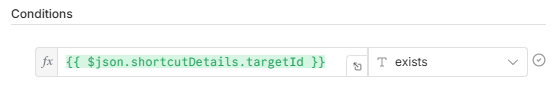 Conditions
fx {{ $json.shortcutDetails.targetId }} T exists